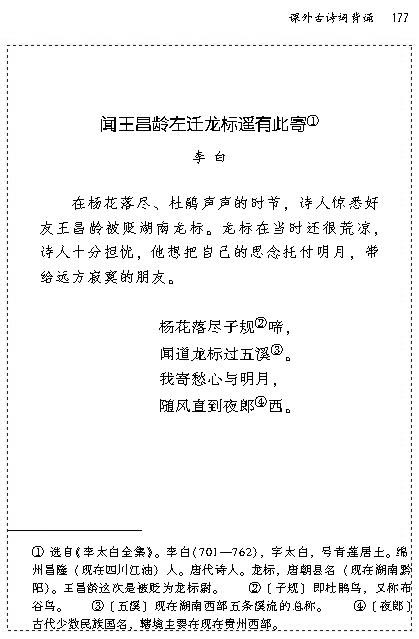 课外古诗词背诵 177
闻王昌龄左迁龙标遥有此寄①
李 白
在杨花落尽、杜鹃声声的时节，诗人惊悉好
友王昌龄被贬湖南龙标。龙标在当时还很荒凉，
诗人十分担忧，他想把自己的思念托付明月，带
给远方寂寞的朋友。
杨花落尽子规②啼，
闻道龙标过五溪③。
我寄愁心与明月，
随风直到夜郎④西。
① 选自《李太白全集》。李白(701—762)，字太白，号青莲居士。绵
州昌隆（现在四川江油）人。唐代诗人。龙标，唐朝县名（现在湖南黔
阳）。王昌龄这次是被贬为龙标尉。 ②〔子规〕即杜鹃鸟，又称布
谷鸟。 ③〔五溪〕现在湖南西部五条溪流的总称。 ④〔夜郎〕
古代少数民族国名，辖境主要在现在贵州西部。